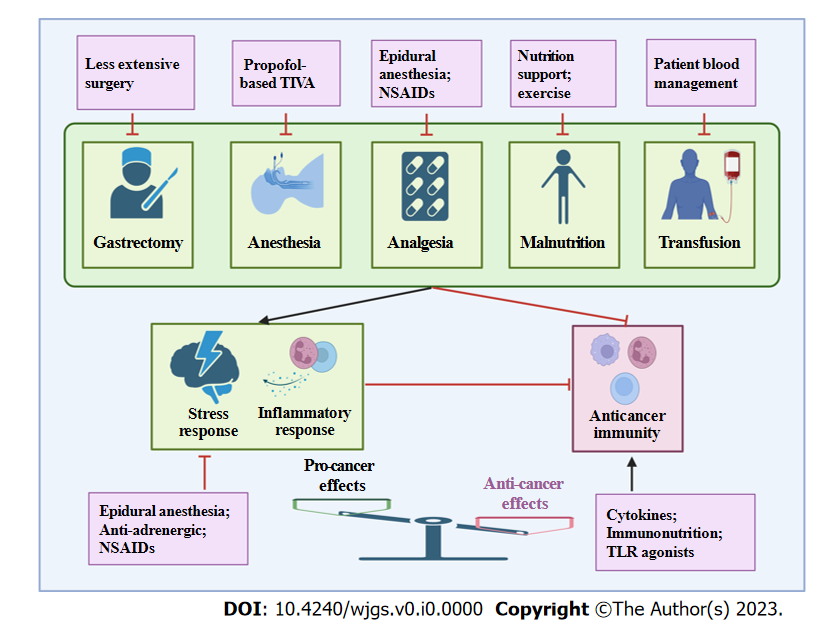 Less extensive
surgery
Propofol-
based TIVA
Epidural
anesthesia;
NSAIDs
Nutrition
support;
exercise
Patient blood
management
Gastrectomy
Anesthesia
Analgesia
Malnutrition
Transfusion
Stress
response
Inflammatory
response
Anticancer
immunity
Pro-cancer
effects
Anti-cancer
effects
Epidural anesthesia;
Anti-adrenergic;
NSAIDs
Cytokines;
Immunonutrition;
TLR agonists
DOI: 10.4240/wjgs.v0.i0.0000 Copyright ©The Author(s) 2023.